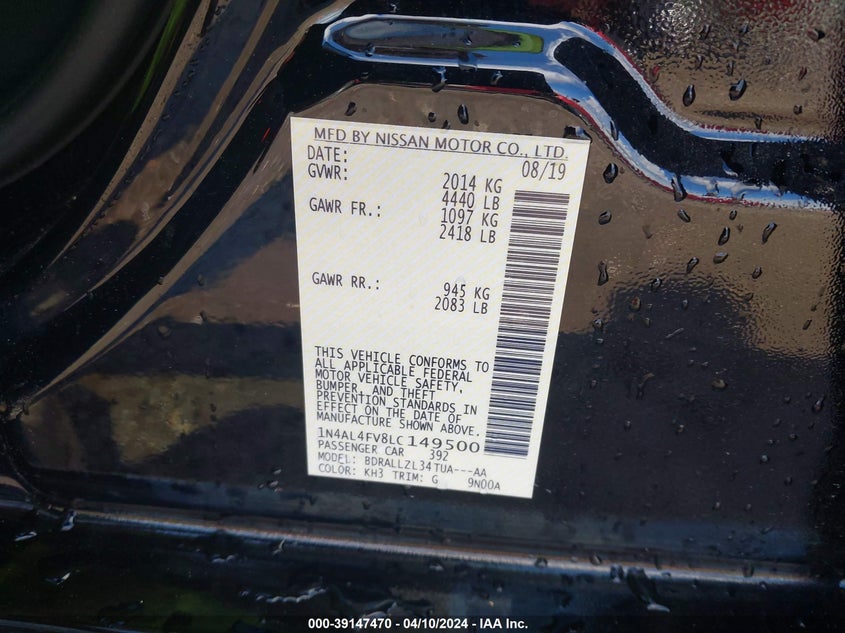 MFD BY NISSAN MOTOR CO., LTD.
DATE: 08/19
GVWR: 2014 KG
4440 LB
GAWR FR.: 1097 KG
2418 LB
GAWR RR.: 945 KG
2083 LB
THIS VEHICLE CONFORMS TO
ALL APPLICABLE FEDERAL
MOTOR VEHICLE SAFETY,
BUMPER, AND THEFT
PREVENTION STANDARDS IN
EFFECT ON THE DATE OF
MANUFACTURE SHOWN ABOVE.
1N4AL4FV8LC149500
PASSENGER CAR 392
MODEL: BDRALLZL34TUA---AA
COLOR: KH3 TRIM: G 9N00A
000-39147470 — 04/10/2024 - IAA Inc.